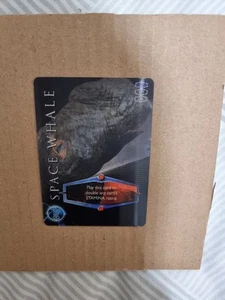 SPACE WHALE
Play this card to
double any card's
STAMINA rating